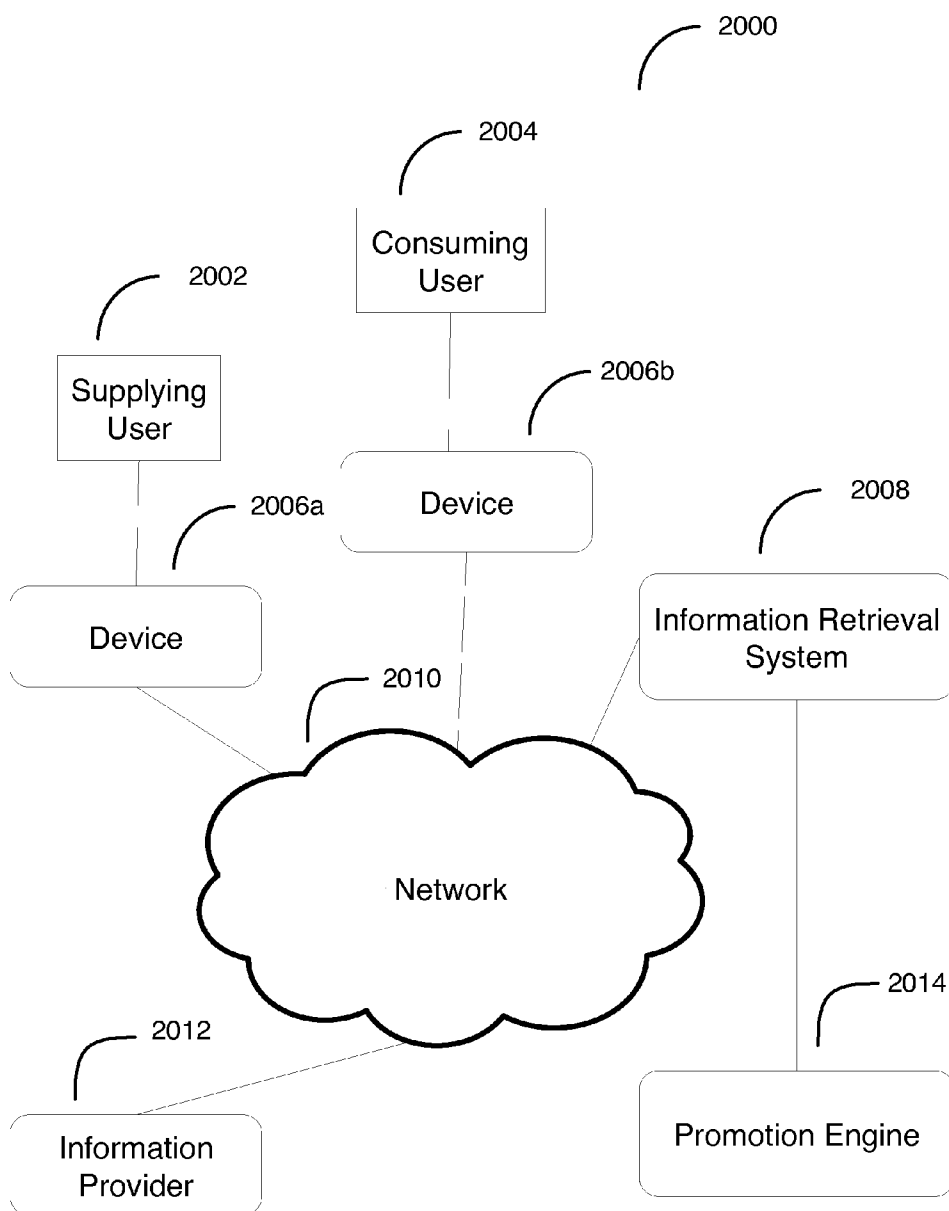 2000
2004
Consuming
User
2002
Supplying
User
2006b
Device
2006a
Device
2008
Information Retrieval
System
2010
Network
2014
Promotion Engine
2012
Information
Provider